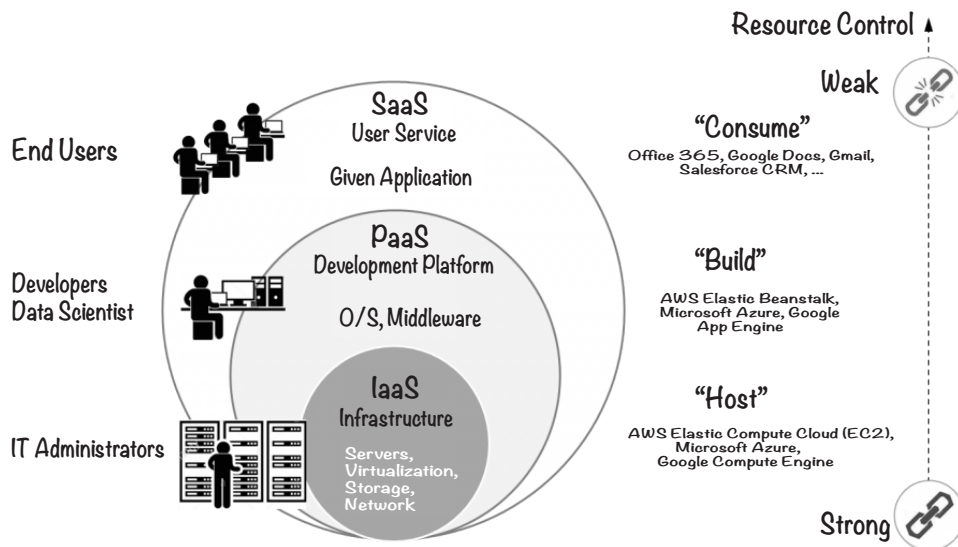 Resource Control
Weak
SaaS
User Service
Given Application
End Users
"Consume"
Office 365, Google Docs, Gmail,
Salesforce CRM, ...
PaaS
Development Platform
O/S, Middleware
Developers
Data Scientist
"Build"
AWS Elastic Beanstalk,
Microsoft Azure, Google
App Engine
IaaS
Infrastructure
Servers,
Virtualization,
Storage,
Network
IT Administrators
"Host"
AWS Elastic Compute Cloud (EC2),
Microsoft Azure,
Google Compute Engine
Strong